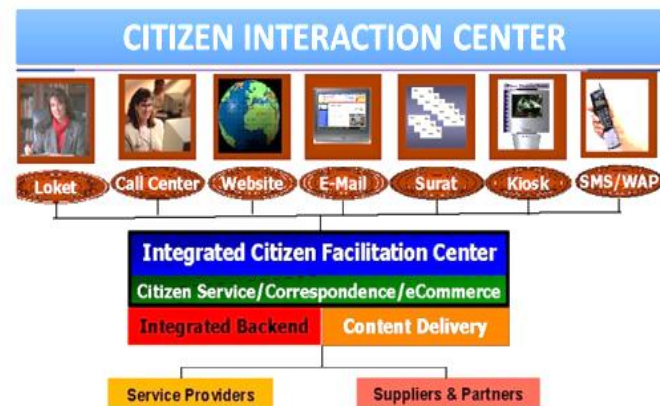 CITIZEN INTERACTION CENTER
Loket
Call Center
Website
E-Mail
Surat
Kiosk
SMS/WAP
Integrated Citizen Facilitation Center
Citizen Service/Correspondence/eCommerce
Integrated Backend
Content Delivery
Service Providers
Suppliers & Partners